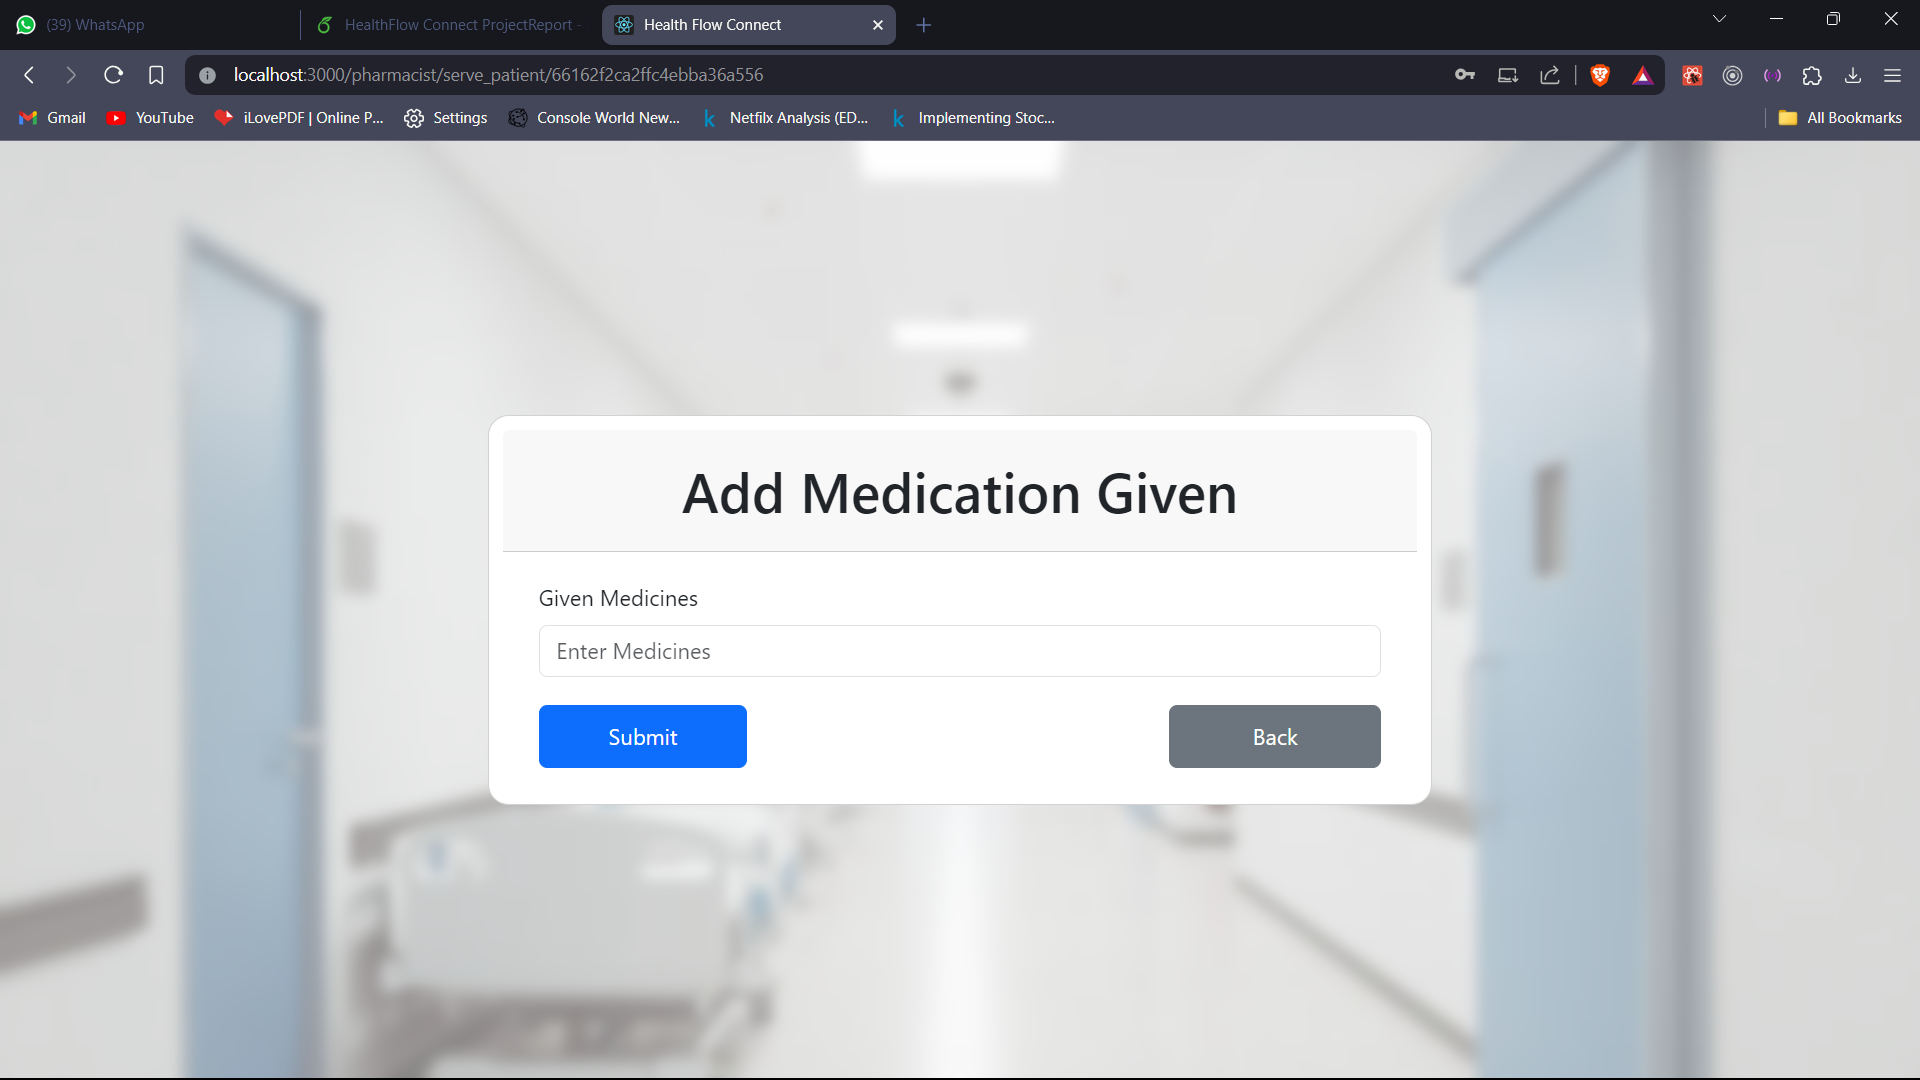 (39) WhatsApp
HealthFlow Connect ProjectReport -
Health Flow Connect
localhost:3000/pharmacist/serve_patient/66162f2ca2ffc4ebba36a556
Gmail
YouTube
iLovePDF | Online P...
Settings
Console World New...
Netfilx Analysis (ED...
Implementing Stoc...
All Bookmarks
Add Medication Given
Given Medicines
Enter Medicines
Submit
Back